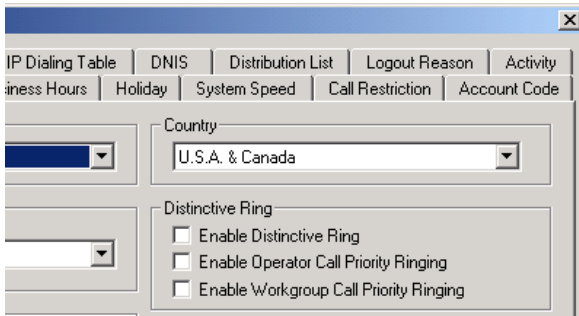 IP Dialing Table DNIS Distribution List Logout Reason Activity
Hours Holiday System Speed Call Restriction Account Code
Country
U.S.A. & Canada
Distinctive Ring
Enable Distinctive Ring
Enable Operator Call Priority Ringing
Enable Workgroup Call Priority Ringing